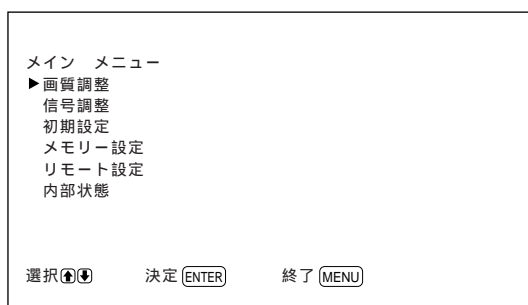 メイン メニュー
▶画質調整
信号調整
初期設定
メモリー設定
リモート設定
内部状態
選択⬆⬇ 決定 ENTER 終了 MENU